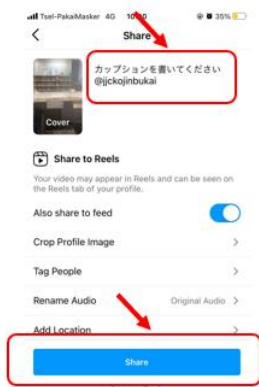 Tsel-PakaiMasker 4G 10:00 35%
Share
カップションを書いてください
@jjckojinbukai
Cover
Share to Reels
Your video may appear in Reels and can be seen on
the Reels tab of your profile.
Also share to feed
Crop Profile Image
Tag People
Rename Audio Original Audio
Add Location
Share